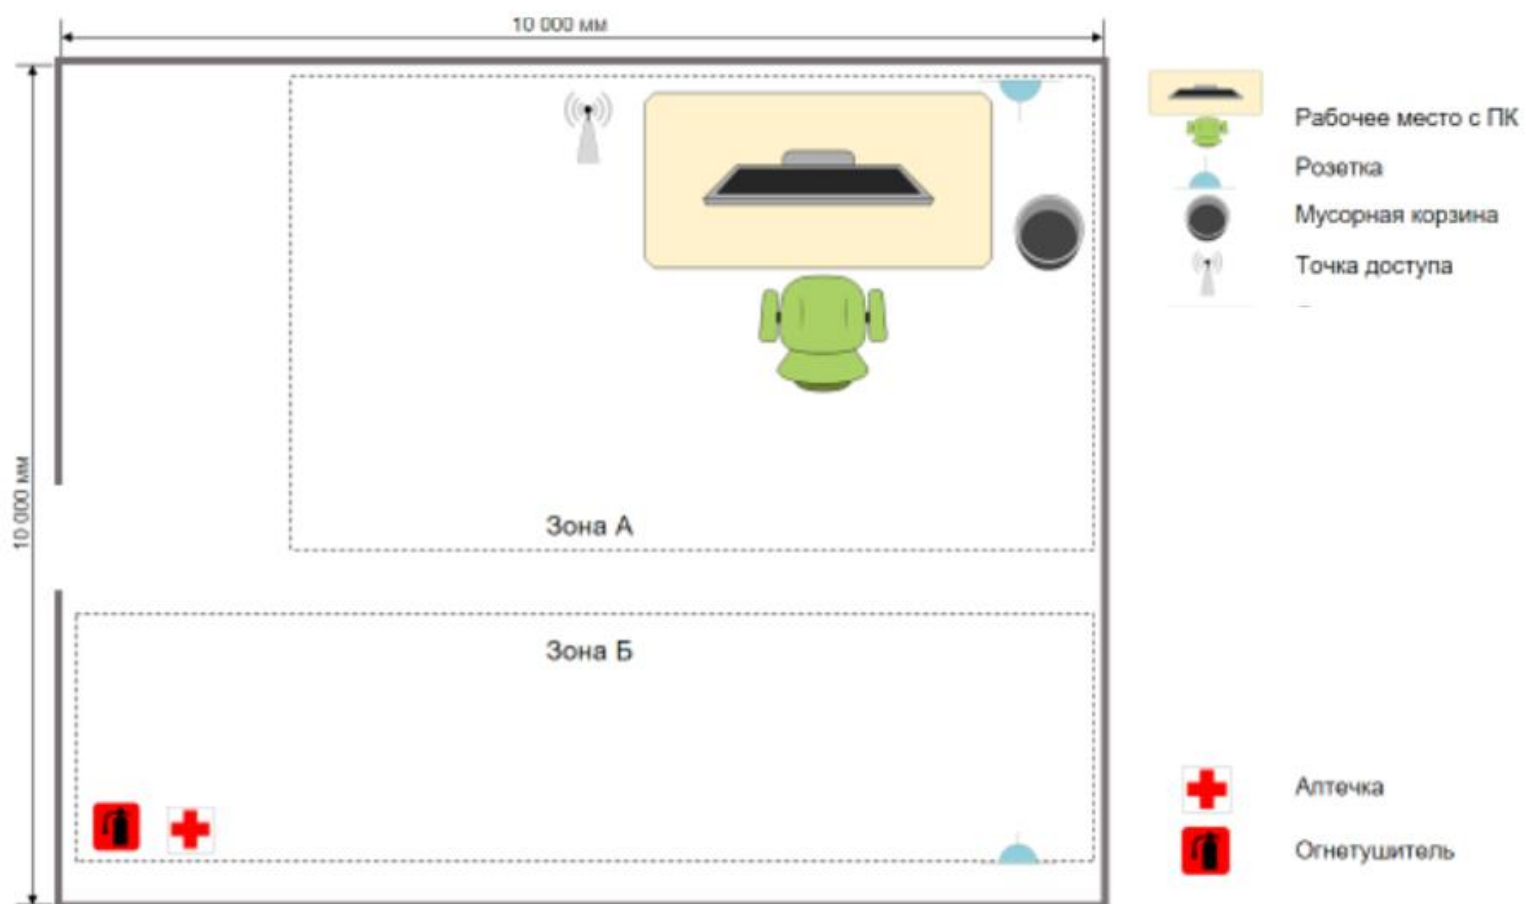 10 000 мм
10 000 мм
Зона А
Зона Б
Рабочее место с ПК
Розетка
Мусорная корзина
Точка доступа
Аптечка
Огнетушитель